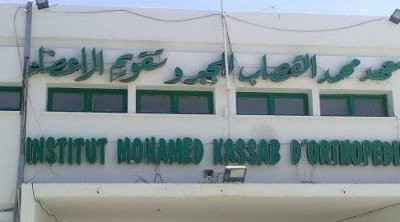 معهد محمد القصاب للجبر و تقويم الاعضاء
INSTITUT MOHAMED KASSAB D'ORTHOPEDI